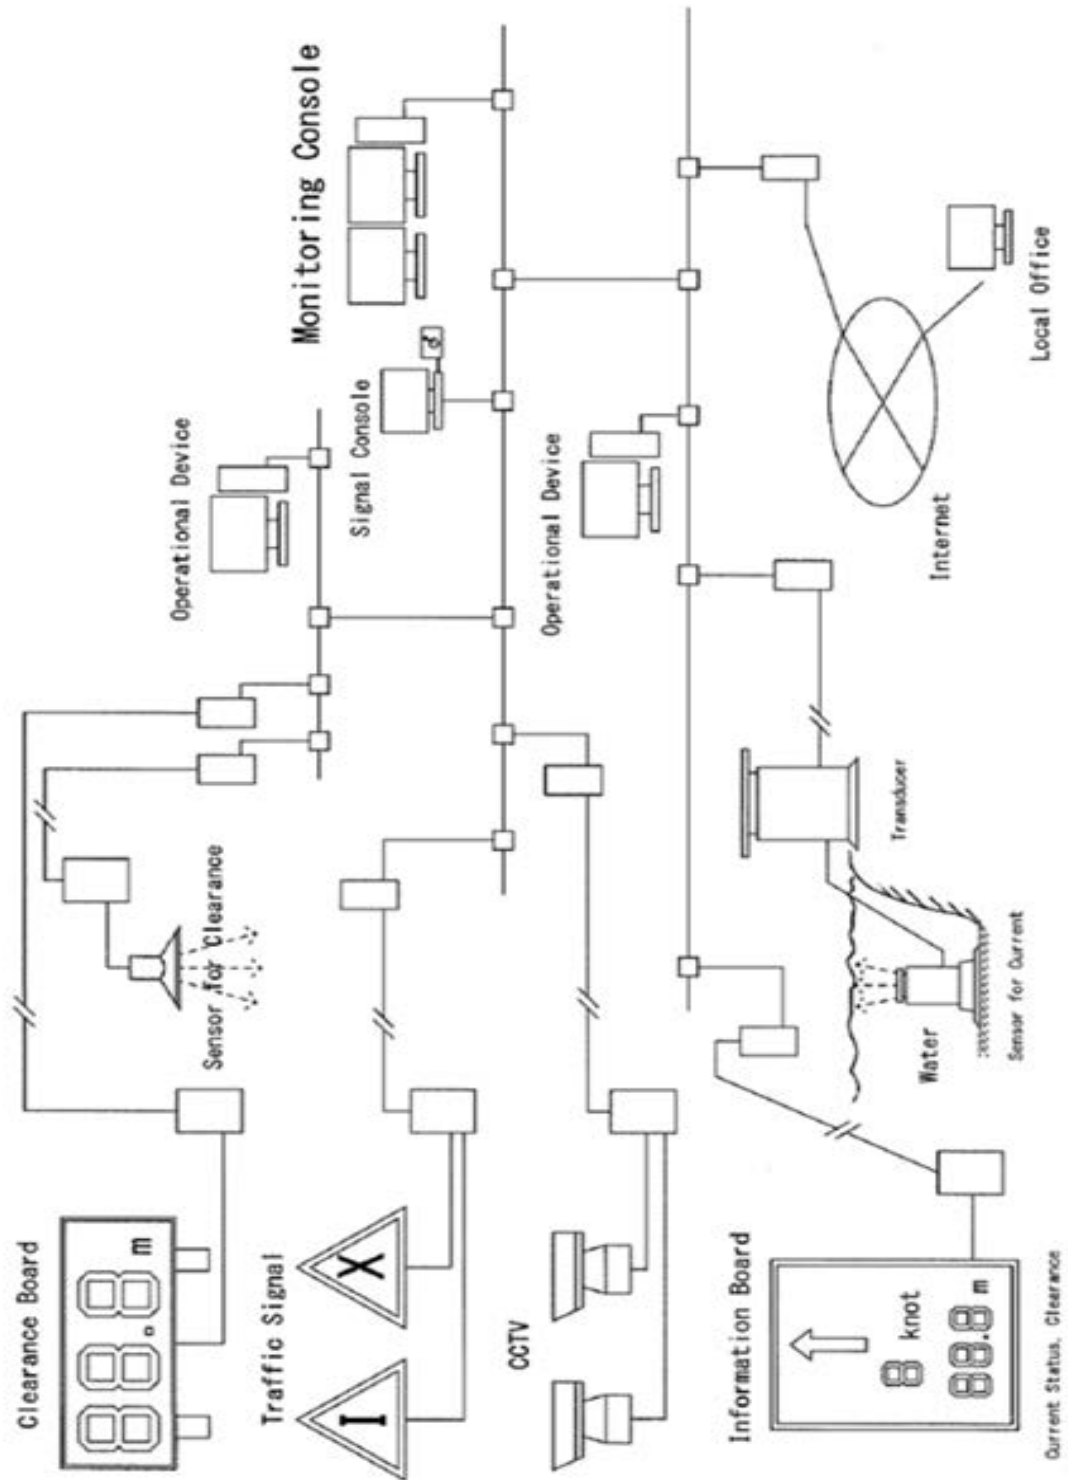 Clearance Board
88.8 m
Sensor for Clearance
Operational Device
Traffic Signal
I
X
Signal Console
Monitoring Console
CCTV
Operational Device
Information Board
8 knot
88.8 m
Current Status, Clearance
Water
Sensor for Current
Transducer
Internet
Local Office